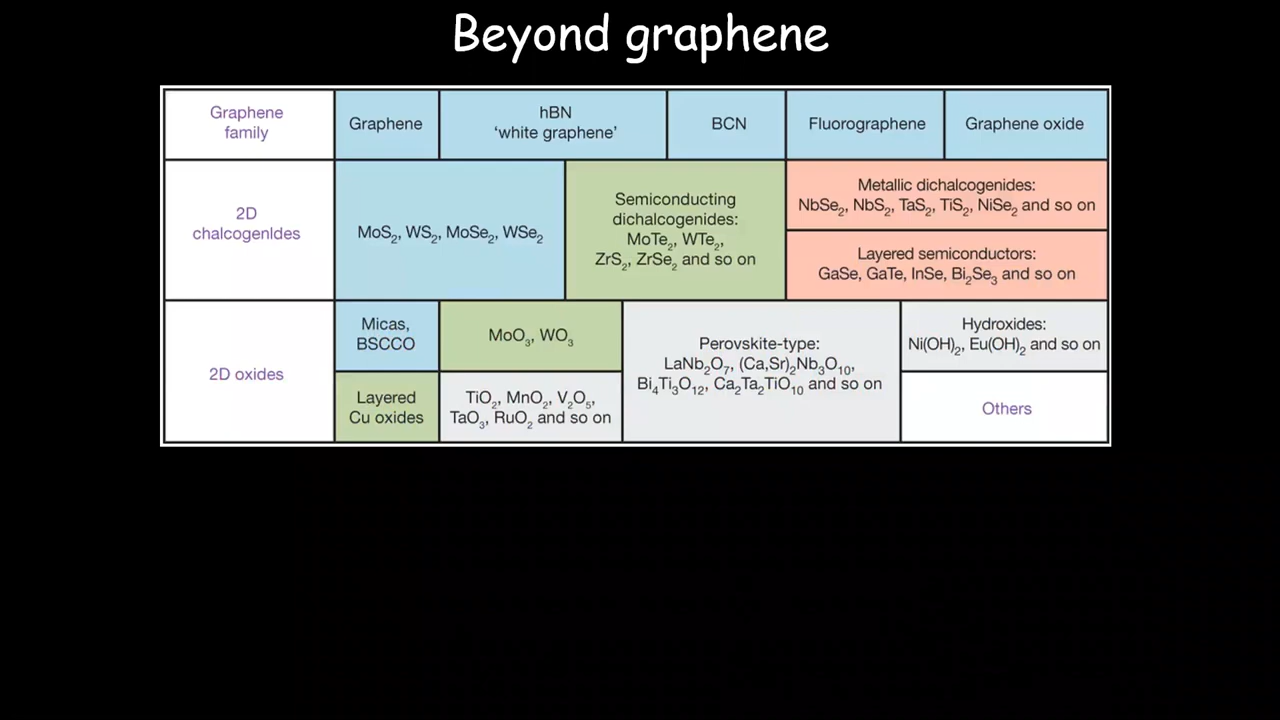 Beyond graphene
Graphene
family
Graphene
hBN
‘white graphene’
BCN
Fluorographene
Graphene oxide
2D
chalcogenIdes
MoS₂, WS₂, MoSe₂, WSe₂
Semiconducting
dichalcogenides:
MoTe₂, WTe₂,
ZrS₂, ZrSe₂ and so on
Metallic dichalcogenides:
NbSe₂, NbS₂, TaS₂, TiS₂, NiSe₂ and so on
Layered semiconductors:
GaSe, GaTe, InSe, Bi₂Se₃ and so on
2D oxides
Micas,
BSCCO
MoO₃, WO₃
Perovskite-type:
LaNb₂O₇, (Ca,Sr)₂Nb₃O₁₀,
Bi₄Ti₃O₁₂, Ca₂Ta₂TiO₁₀ and so on
Hydroxides:
Ni(OH)₂, Eu(OH)₂ and so on
Layered
Cu oxides
TiO₂, MnO₂, V₂O₅,
TaO₃, RuO₂ and so on
Others